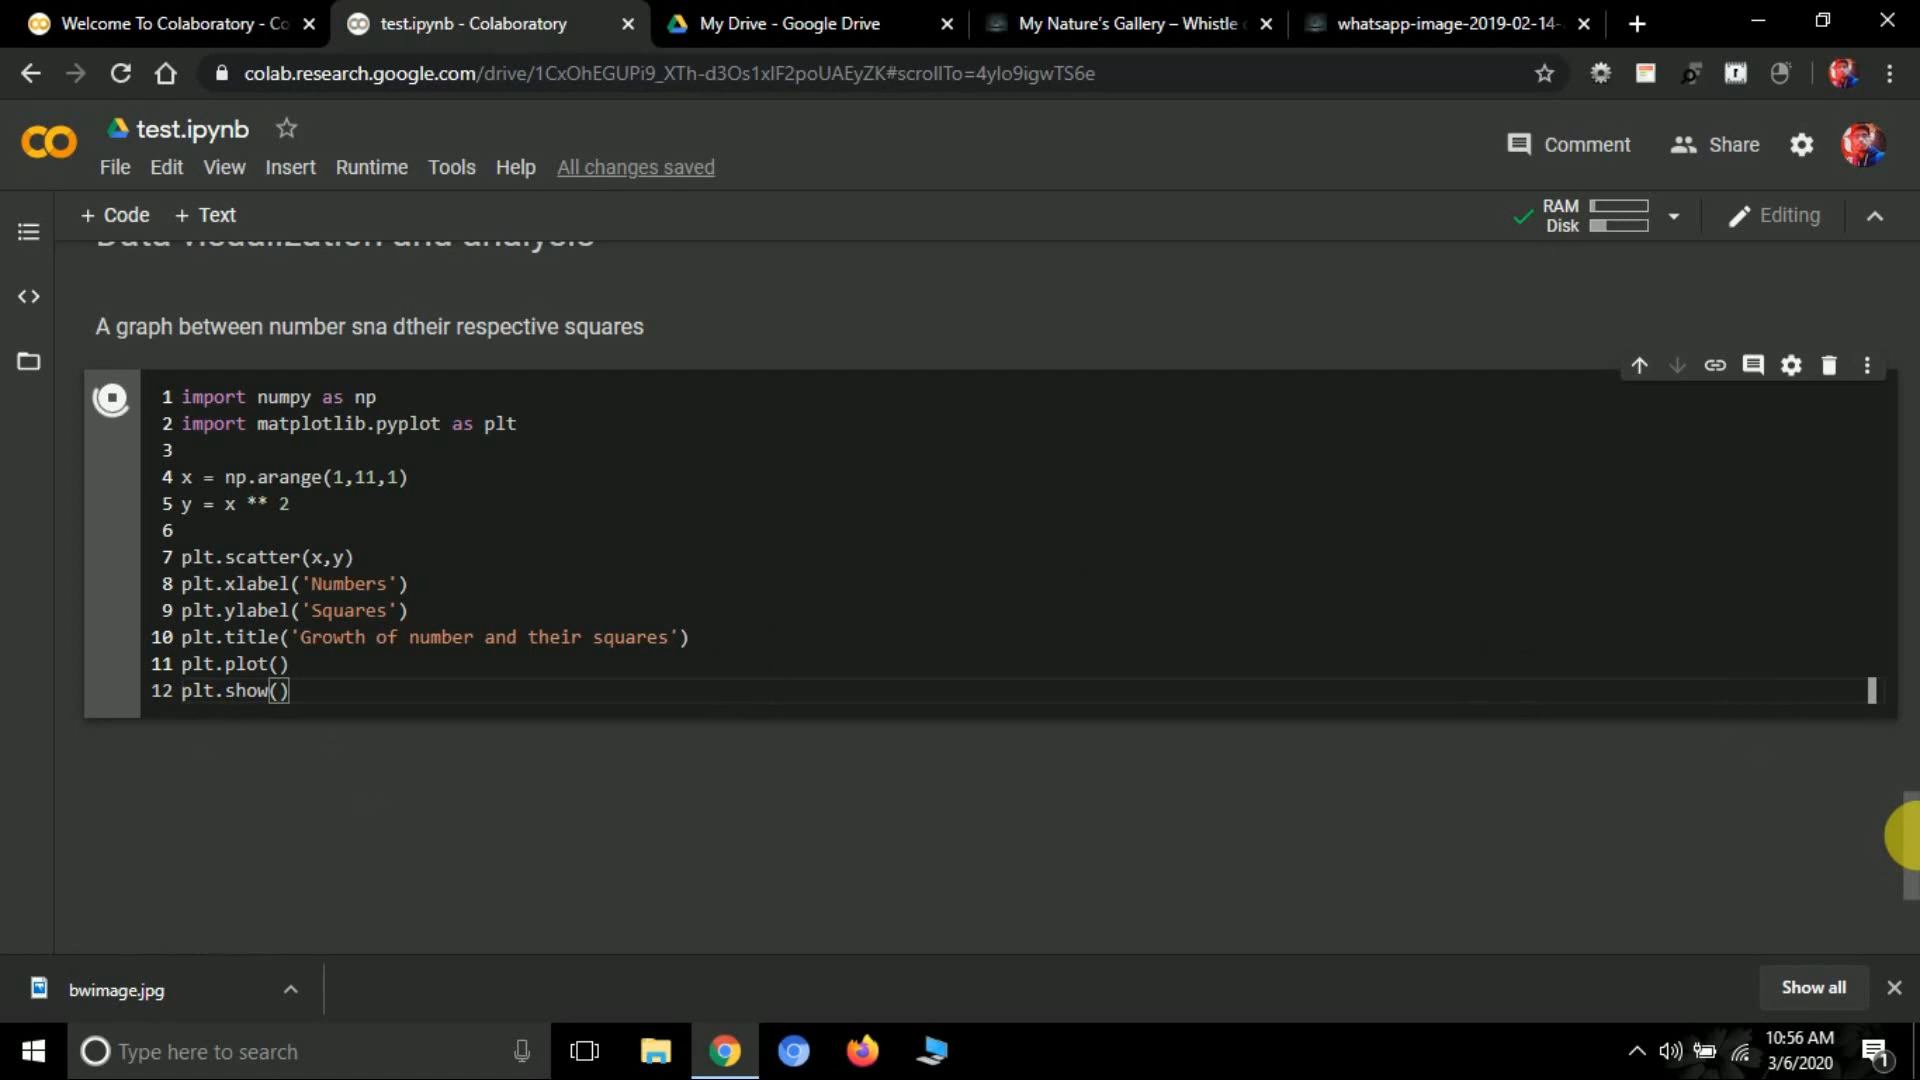 Welcome To Colaboratory - Co
test.ipynb - Colaboratory
My Drive - Google Drive
My Nature's Gallery – Whistle
whatsapp-image-2019-02-14-
colab.research.google.com/drive/1CxOhEGUPi9_XTh-d3Os1xIF2poUAEyZK#scrollTo=4ylo9igwTS6e
test.ipynb
Comment
Share
File Edit View Insert Runtime Tools Help All changes saved
+ Code + Text
RAM
Disk
Editing
Data visualization and analysis
A graph between number sna dtheir respective squares
1 import numpy as np
2 import matplotlib.pyplot as plt
3
4 x = np.arange(1,11,1)
5 y = x ** 2
6
7 plt.scatter(x,y)
8 plt.xlabel('Numbers')
9 plt.ylabel('Squares')
10 plt.title('Growth of number and their squares')
11 plt.plot()
12 plt.show()
bwimage.jpg
Show all
Type here to search
10:56 AM
3/6/2020
1